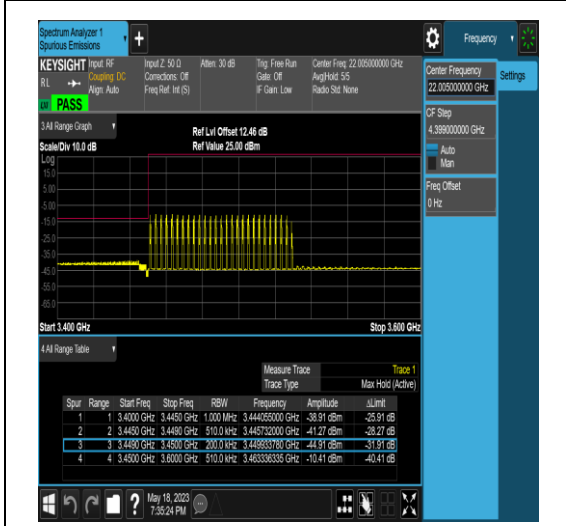 Spectrum Analyzer 1
Spurious Emissions
Frequency
KEYSIGHT Input: RF Input Z: 50 Ω Atten: 30 dB Trig: Free Run Center Freq: 22.005000000 GHz
RL Coupling: DC Corrections: Off Gate: Off Avg|Hold: 5/5
Align: Auto Freq Ref: Int (S) IF Gain: Low Radio Std: None
PASS
Center Frequency
22.005000000 GHz
Settings
CF Step
4.399000000 GHz
Auto
Man
Freq Offset
0 Hz
3 All Range Graph
Ref Lvl Offset 12.46 dB
Scale/Div 10.0 dB Ref Value 25.00 dBm
Log
15.0
5.00
-5.00
-15.0
-25.0
-35.0
-45.0
-55.0
-65.0
Start 3.400 GHz Stop 3.600 GHz
4 All Range Table
Measure Trace Trace 1
Trace Type Max Hold (Active)
Spur Range Start Freq Stop Freq RBW Frequency Amplitude ΔLimit
1 1 3.4000 GHz 3.4450 GHz 1.000 MHz 3.444055000 GHz -38.91 dBm -25.91 dB
2 2 3.4450 GHz 3.4490 GHz 510.0 kHz 3.445732000 GHz -41.27 dBm -28.27 dB
3 3 3.4490 GHz 3.4500 GHz 200.0 kHz 3.449933780 GHz -44.91 dBm -31.91 dB
4 4 3.4500 GHz 3.6000 GHz 510.0 kHz 3.463336335 GHz -10.41 dBm -40.41 dB
May 18, 2023
7:35:24 PM